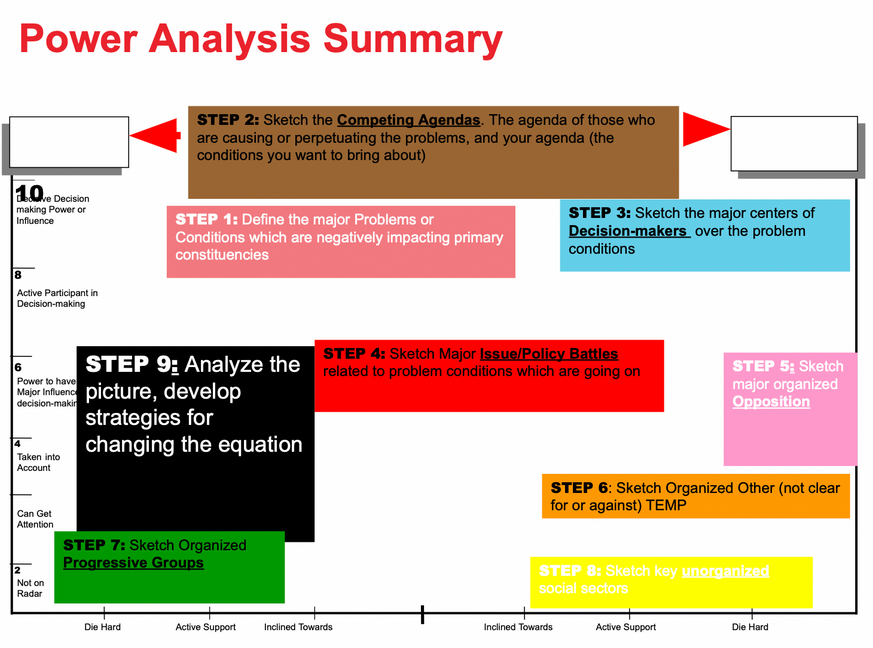 Power Analysis Summary
STEP 2: Sketch the Competing Agendas. The agenda of those who
are causing or perpetuating the problems, and your agenda (the
conditions you want to bring about)
10
Decisive Decision
making Power or
Influence
STEP 1: Define the major Problems or
Conditions which are negatively impacting primary
constituencies
STEP 3: Sketch the major centers of
Decision-makers over the problem
conditions
8
Active Participant in
Decision-making
STEP 9: Analyze the
picture, develop
strategies for
changing the equation
STEP 4: Sketch Major Issue/Policy Battles
related to problem conditions which are going on
STEP 5: Sketch
major organized
Opposition
6
Power to have
Major Influence
4
Taken into
Account
STEP 6: Sketch Organized Other (not clear
for or against) TEMP
Can Get
Attention
STEP 7: Sketch Organized
Progressive Groups
STEP 8: Sketch key unorganized
social sectors
2
Not on
Radar
Die Hard
Active Support
Inclined Towards
Inclined Towards
Active Support
Die Hard